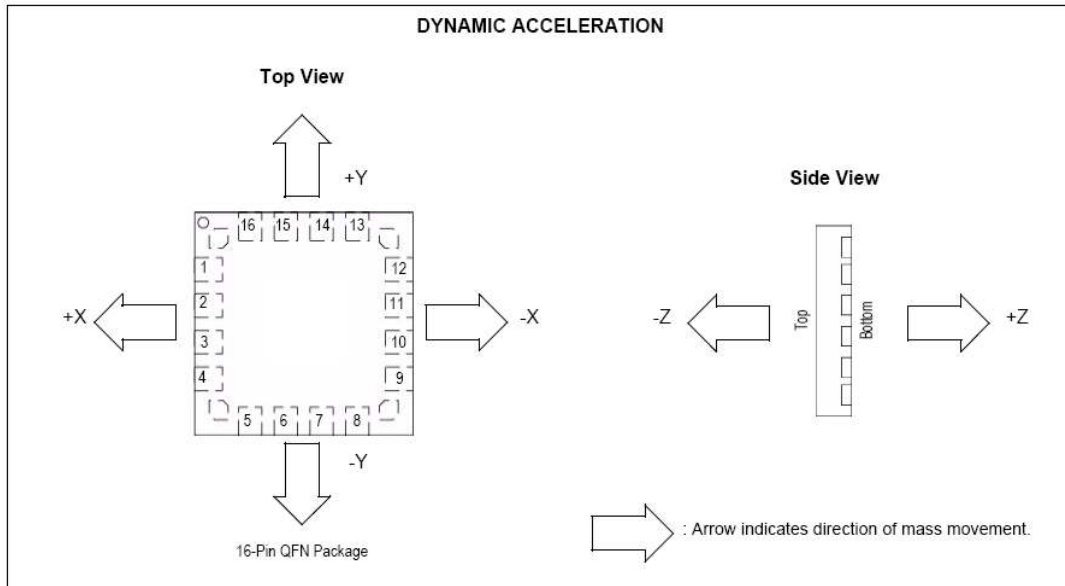 DYNAMIC ACCELERATION
Top View
+Y
Side View
16 15 14 13
1
12
2
11
+X
-X
-Z
Top
Bottom
+Z
3
10
4
9
5 6 7 8
-Y
: Arrow indicates direction of mass movement.
16-Pin QFN Package